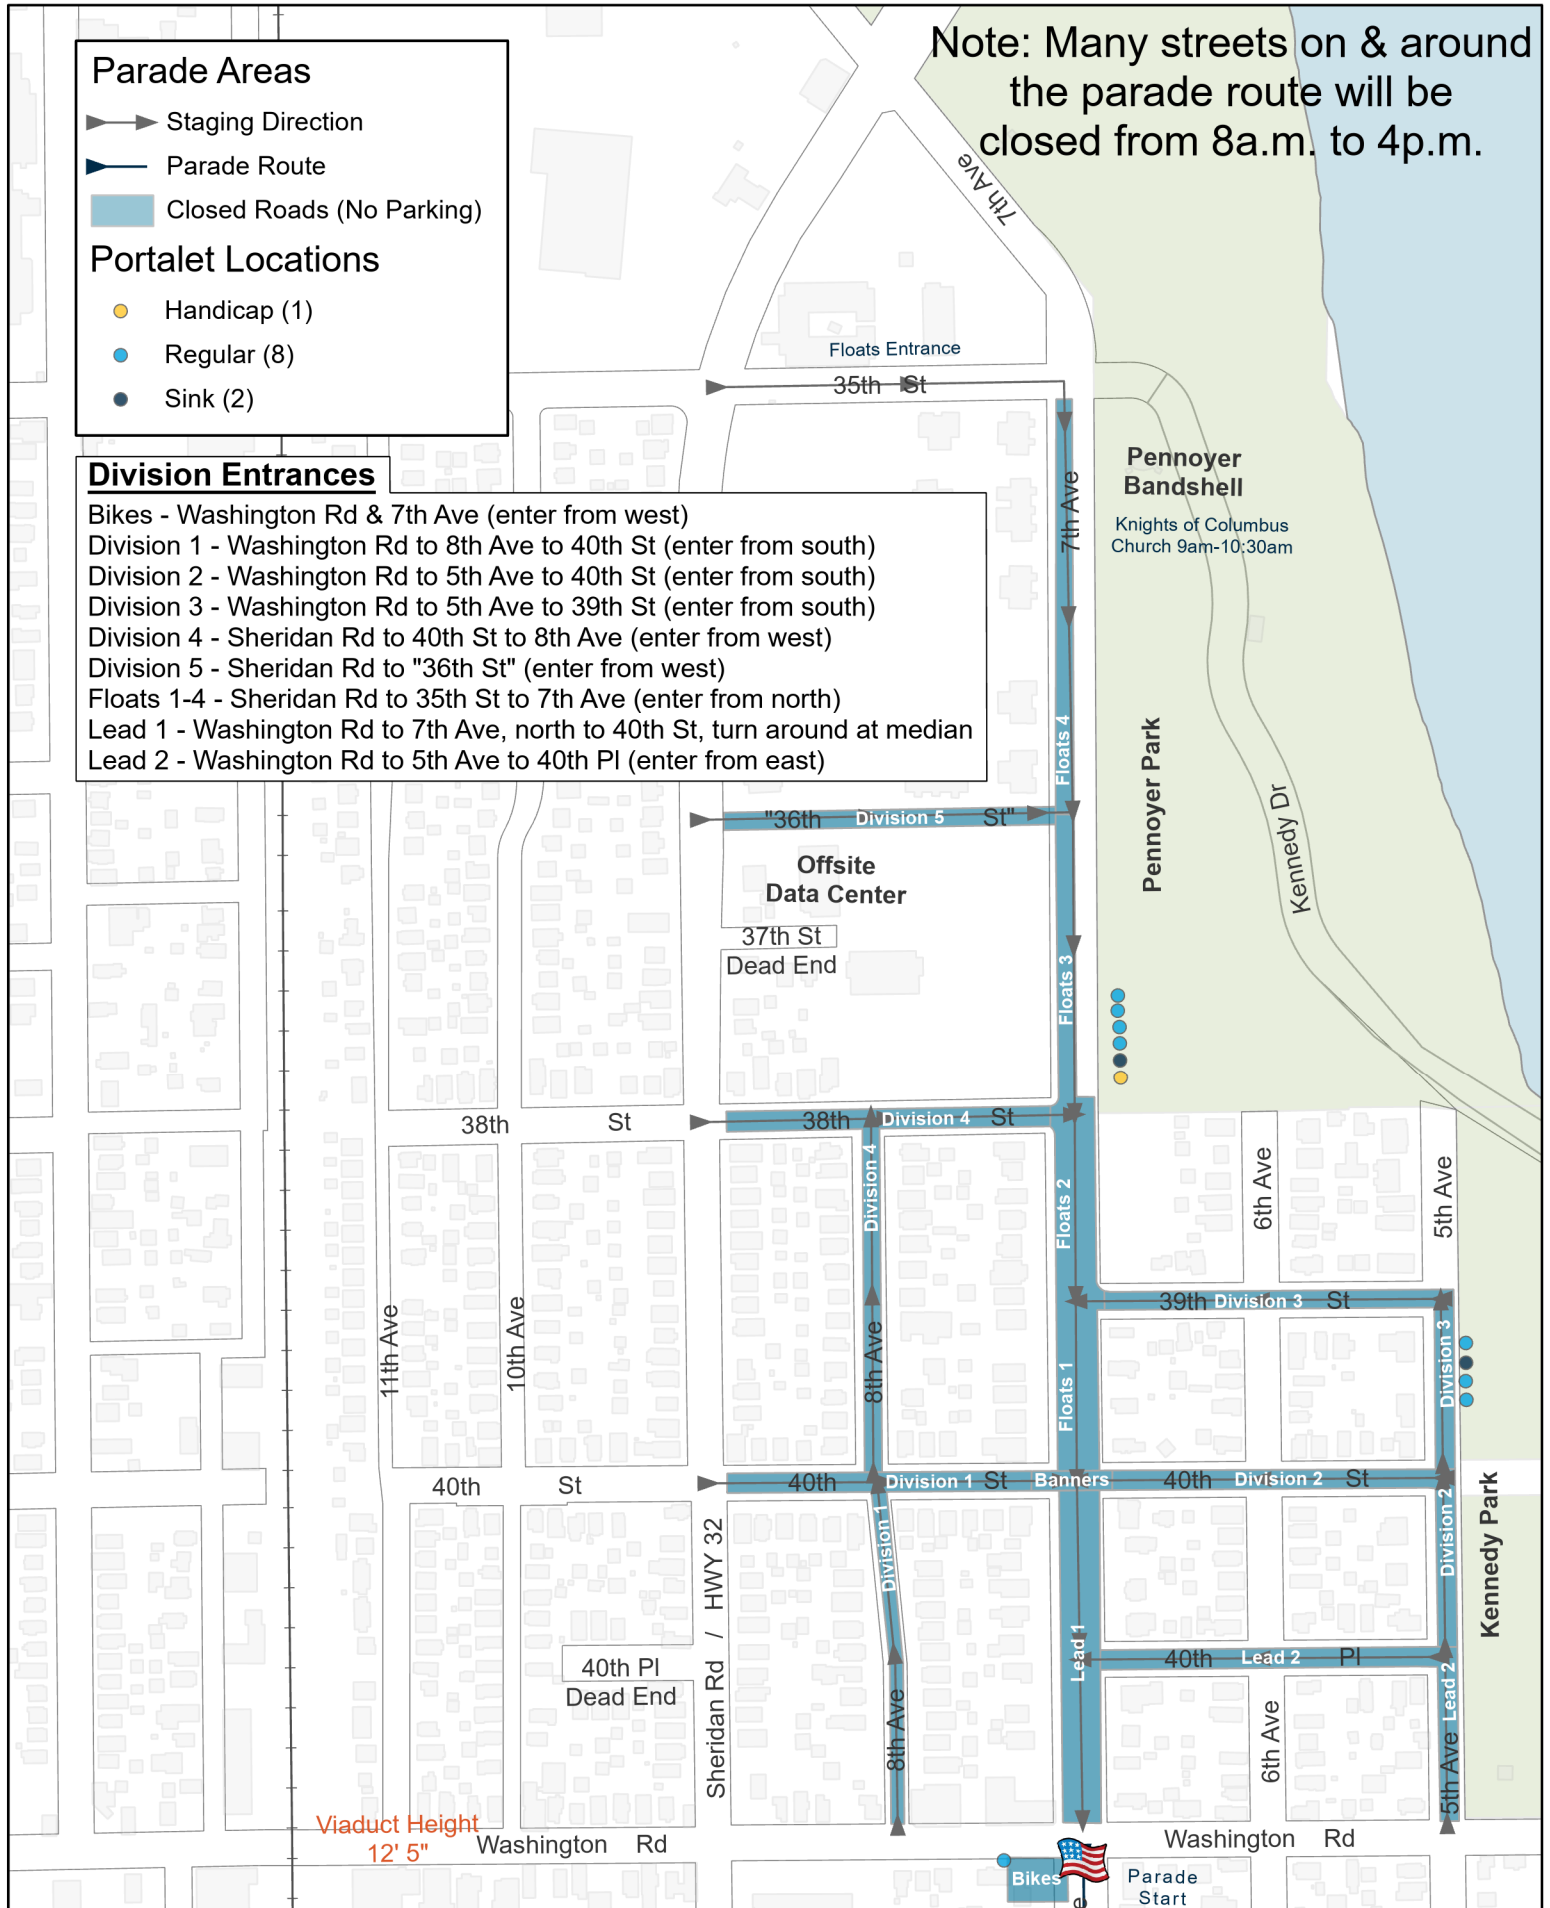 Note: Many streets on & around
the parade route will be
closed from 8a.m. to 4p.m.
Parade Areas
Staging Direction
Parade Route
Closed Roads (No Parking)
Portalet Locations
Handicap (1)
Regular (8)
Sink (2)
7th Ave
Floats Entrance
35th St
Division Entrances
Bikes - Washington Rd & 7th Ave (enter from west)
Division 1 - Washington Rd to 8th Ave to 40th St (enter from south)
Division 2 - Washington Rd to 5th Ave to 40th St (enter from south)
Division 3 - Washington Rd to 5th Ave to 39th St (enter from south)
Division 4 - Sheridan Rd to 40th St to 8th Ave (enter from west)
Division 5 - Sheridan Rd to "36th St" (enter from west)
Floats 1-4 - Sheridan Rd to 35th St to 7th Ave (enter from north)
Lead 1 - Washington Rd to 7th Ave, north to 40th St, turn around at median
Lead 2 - Washington Rd to 5th Ave to 40th Pl (enter from east)
7th Ave
Pennoyer
Bandshell
Knights of Columbus
Church 9am-10:30am
Floats 4
Pennoyer Park
Kennedy Dr
"36th Division 5 St"
Offsite
Data Center
37th St
Dead End
Floats 3
38th St
38th Division 4 St
Division 4
Floats 2
6th Ave
5th Ave
39th Division 3 St
11th Ave
10th Ave
8th Ave
Floats 1
Division 3
40th St
40th Division 1 St Banners 40th Division 2 St
Division 1
Division 2
Kennedy Park
Sheridan Rd / HWY 32
40th Pl
Dead End
Lead 1
40th Lead 2 Pl
Lead 2
8th Ave
6th Ave
5th Ave
Viaduct Height
12' 5"
Washington Rd
Washington Rd
Bikes
Parade
Start
e